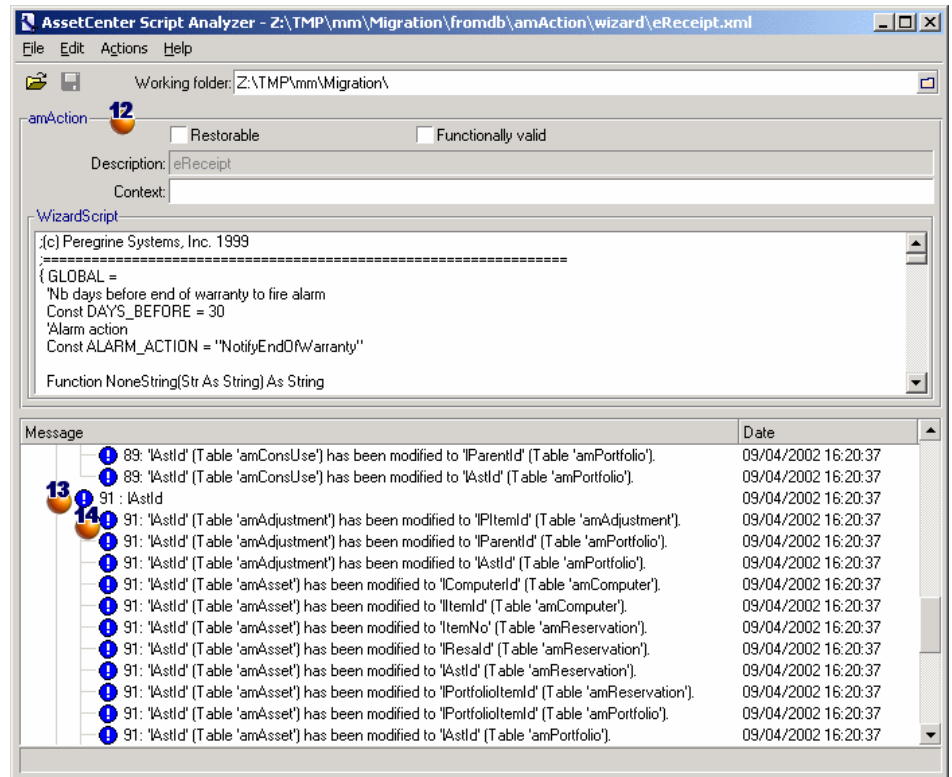 AssetCenter Script Analyzer - Z:\TMP\mm\Migration\fromdb\amAction\wizard\eReceipt.xml
File Edit Actions Help
Working folder: Z:\TMP\mm\Migration\
amAction 12
Restorable Functionally valid
Description: eReceipt
Context:
WizardScript
;(c) Peregrine Systems, Inc. 1999
;=================================================================
{ GLOBAL =
'Nb days before end of warranty to fire alarm
Const DAYS_BEFORE = 30
'Alarm action
Const ALARM_ACTION = "NotifyEndOfWarranty"
Function NoneString(Str As String) As String
Message Date
89: 'lAstId' (Table 'amConsUse') has been modified to 'lParentId' (Table 'amPortfolio'). 09/04/2002 16:20:37
89: 'lAstId' (Table 'amConsUse') has been modified to 'lAstId' (Table 'amPortfolio'). 09/04/2002 16:20:37
13 91 : lAstId 09/04/2002 16:20:37
14 91: 'lAstId' (Table 'amAdjustment') has been modified to 'lPItemId' (Table 'amAdjustment'). 09/04/2002 16:20:37
91: 'lAstId' (Table 'amAdjustment') has been modified to 'lParentId' (Table 'amPortfolio'). 09/04/2002 16:20:37
91: 'lAstId' (Table 'amAdjustment') has been modified to 'lAstId' (Table 'amPortfolio'). 09/04/2002 16:20:37
91: 'lAstId' (Table 'amAsset') has been modified to 'lComputerId' (Table 'amComputer'). 09/04/2002 16:20:37
91: 'lAstId' (Table 'amAsset') has been modified to 'lItemId' (Table 'amComputer'). 09/04/2002 16:20:37
91: 'lAstId' (Table 'amAsset') has been modified to 'ItemNo' (Table 'amReservation'). 09/04/2002 16:20:37
91: 'lAstId' (Table 'amAsset') has been modified to 'lResaId' (Table 'amReservation'). 09/04/2002 16:20:37
91: 'lAstId' (Table 'amAsset') has been modified to 'lAstId' (Table 'amReservation'). 09/04/2002 16:20:37
91: 'lAstId' (Table 'amAsset') has been modified to 'lPortfolioItemId' (Table 'amReservation'). 09/04/2002 16:20:37
91: 'lAstId' (Table 'amAsset') has been modified to 'lPortfolioItemId' (Table 'amPortfolio'). 09/04/2002 16:20:37
91: 'lAstId' (Table 'amAsset') has been modified to 'lAstId' (Table 'amPortfolio'). 09/04/2002 16:20:37